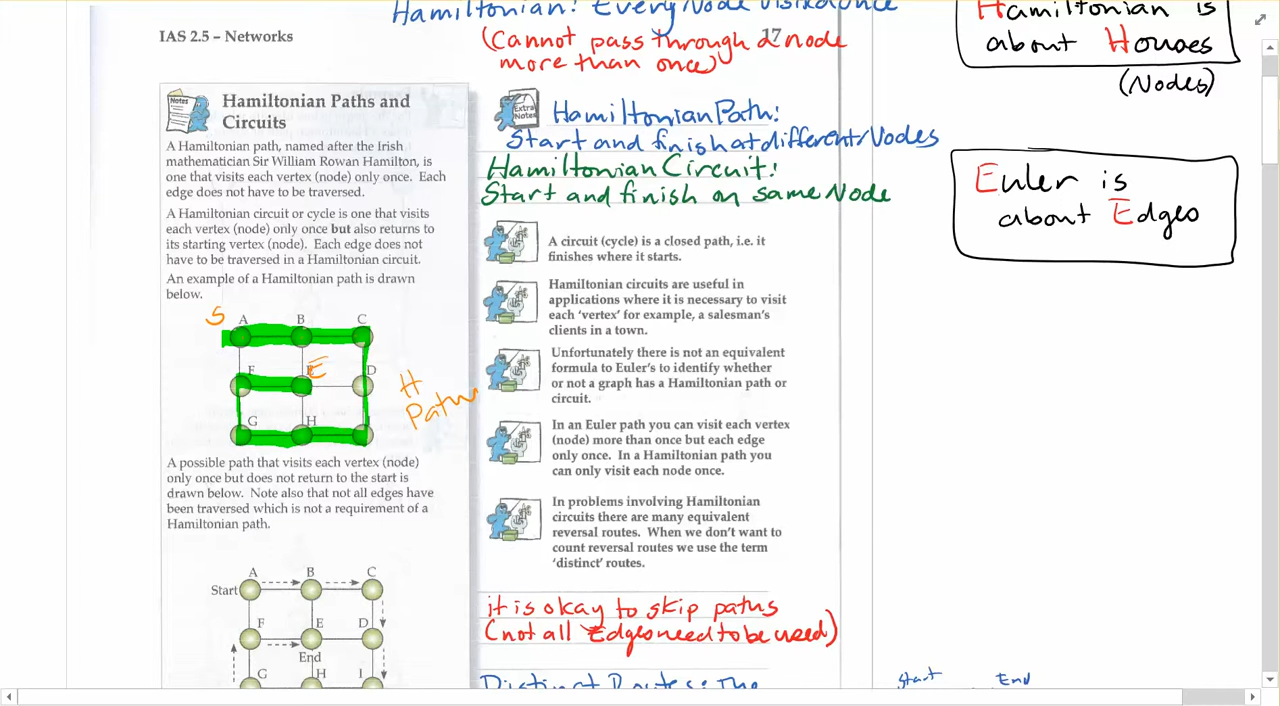 Hamiltonian: Every Node Visited once
IAS 2.5 – Networks
17
(Cannot pass through a node
more than once)
Hamiltonian is
about Houses
(Nodes)
Notes
Hamiltonian Paths and
Circuits
A Hamiltonian path, named after the Irish
mathematician Sir William Rowan Hamilton, is
one that visits each vertex (node) only once. Each
edge does not have to be traversed.
A Hamiltonian circuit or cycle is one that visits
each vertex (node) only once but also returns to
its starting vertex (node). Each edge does not
have to be traversed in a Hamiltonian circuit.
An example of a Hamiltonian path is drawn
below.
S
A B C
F E D
G H
H
Path
A possible path that visits each vertex (node)
only once but does not return to the start is
drawn below. Note also that not all edges have
been traversed which is not a requirement of a
Hamiltonian path.
A B C
Start
F E D
End
G H I
Extra
Notes
Hamiltonian Path:
Start and finish at different Nodes
Hamiltonian Circuit:
Start and finish on same Node
A circuit (cycle) is a closed path, i.e. it
finishes where it starts.
Hamiltonian circuits are useful in
applications where it is necessary to visit
each 'vertex' for example, a salesman's
clients in a town.
Unfortunately there is not an equivalent
formula to Euler's to identify whether
or not a graph has a Hamiltonian path or
circuit.
In an Euler path you can visit each vertex
(node) more than once but each edge
only once. In a Hamiltonian path you
can only visit each node once.
In problems involving Hamiltonian
circuits there are many equivalent
reversal routes. When we don't want to
count reversal routes we use the term
'distinct' routes.
it is okay to skip paths
(not all Edges need to be used)
Distinct Routes: The
Euler is
about Edges
Start End